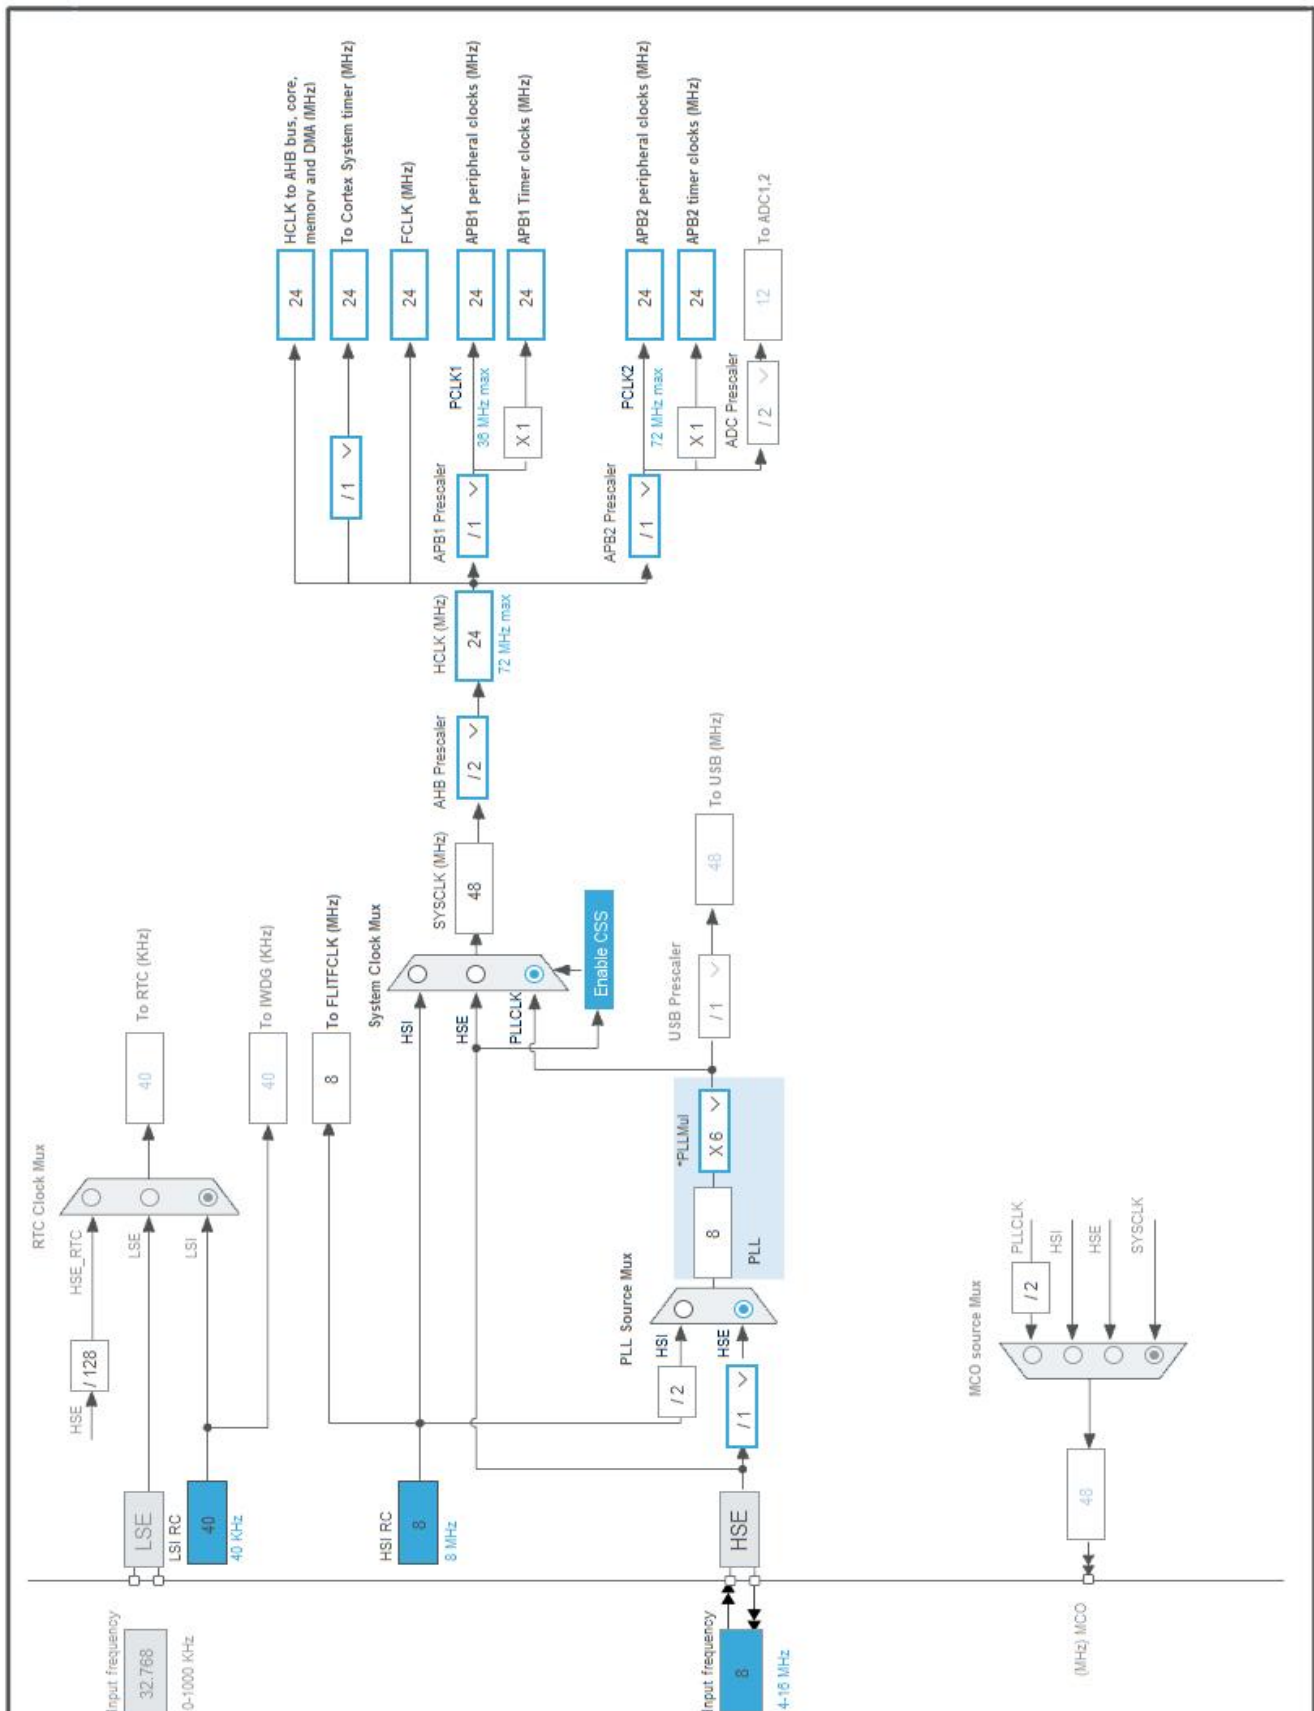 RTC Clock Mux
HSE
/ 128
HSE_RTC
LSE
LSI
40
To RTC (KHz)
Input frequency
32.768
0-1000 KHz
LSE
LSI RC
40
40 KHz
40
To IWDG (KHz)
8
To FLITFCLK (MHz)
HSI RC
8
8 MHz
System Clock Mux
HSI
HSE
PLLCLK
Enable CSS
SYSCLK (MHz)
48
AHB Prescaler
/ 2
HCLK (MHz)
24
72 MHz max
24
HCLK to AHB bus, core,
memory and DMA (MHz)
/ 1
24
To Cortex System timer (MHz)
24
FCLK (MHz)
APB1 Prescaler
/ 1
PCLK1
36 MHz max
24
APB1 peripheral clocks (MHz)
X 1
24
APB1 Timer clocks (MHz)
APB2 Prescaler
/ 1
PCLK2
72 MHz max
24
APB2 peripheral clocks (MHz)
X 1
24
APB2 timer clocks (MHz)
ADC Prescaler
/ 2
12
To ADC1,2
PLL Source Mux
/ 2
HSI
HSE
/ 1
8
*PLLMul
X 6
PLL
USB Prescaler
/ 1
48
To USB (MHz)
Input frequency
8
4-16 MHz
HSE
MCO source Mux
PLLCLK
/ 2
HSI
HSE
SYSCLK
48
(MHz) MCO